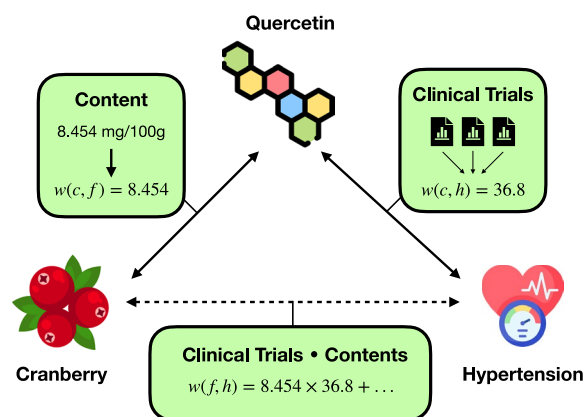 Quercetin
Content
8.454 mg/100g
w(c, f) = 8.454
Clinical Trials
w(c, h) = 36.8
Cranberry
Hypertension
Clinical Trials • Contents
w(f, h) = 8.454 × 36.8 + …